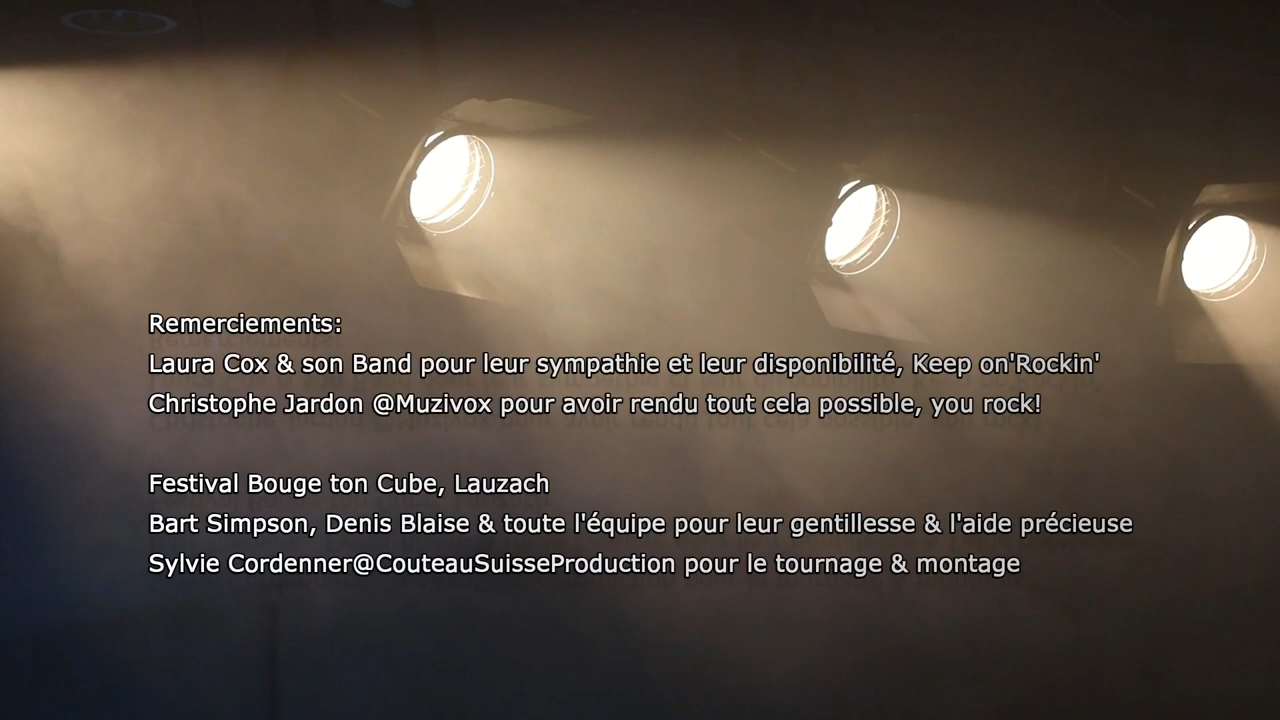 Remerciements:
Laura Cox & son Band pour leur sympathie et leur disponibilité, Keep on'Rockin'
Christophe Jardon @Muzivox pour avoir rendu tout cela possible, you rock!
Festival Bouge ton Cube, Lauzach
Bart Simpson, Denis Blaise & toute l'équipe pour leur gentillesse & l'aide précieuse
Sylvie Cordenner@CouteauSuisseProduction pour le tournage & montage